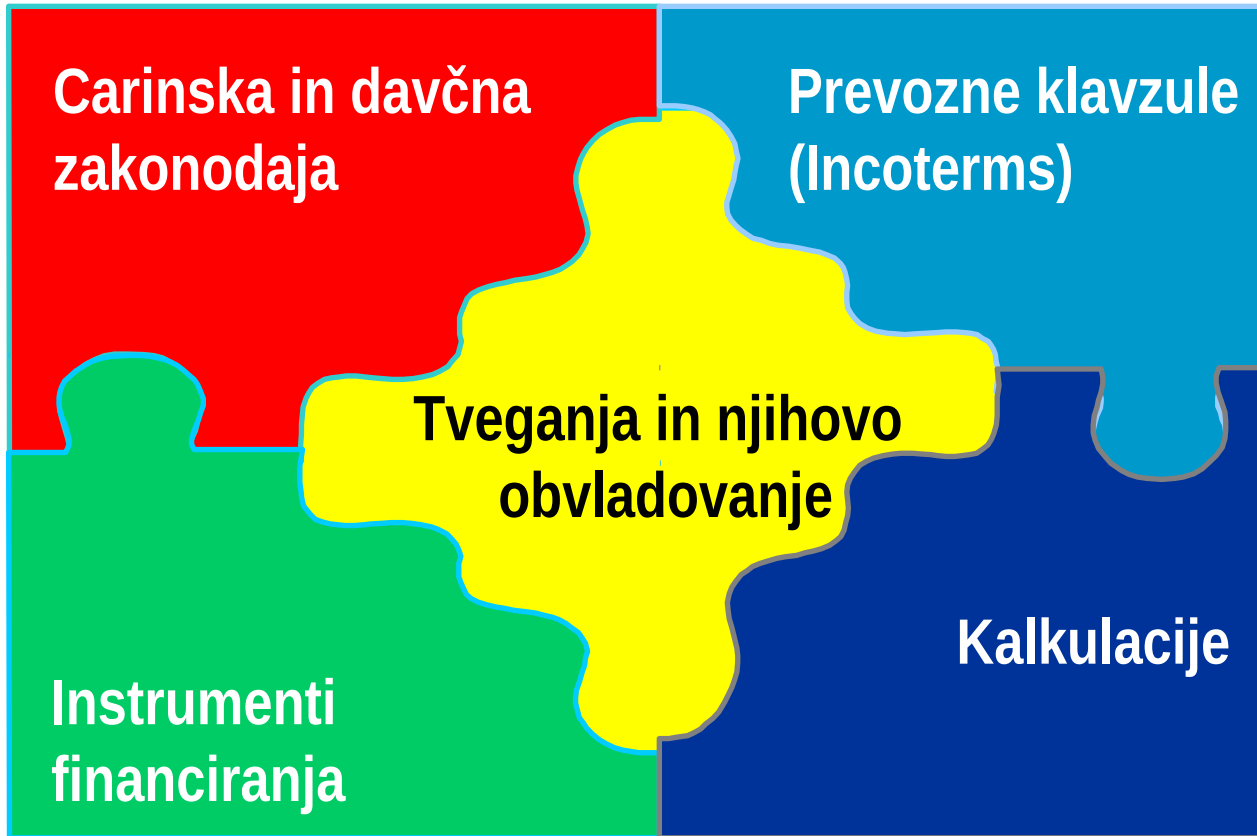 Carinska in davčna
zakonodaja
Prevozne klavzule
(Incoterms)
Tveganja in njihovo
obvladovanje
Kalkulacije
Instrumenti
financiranja